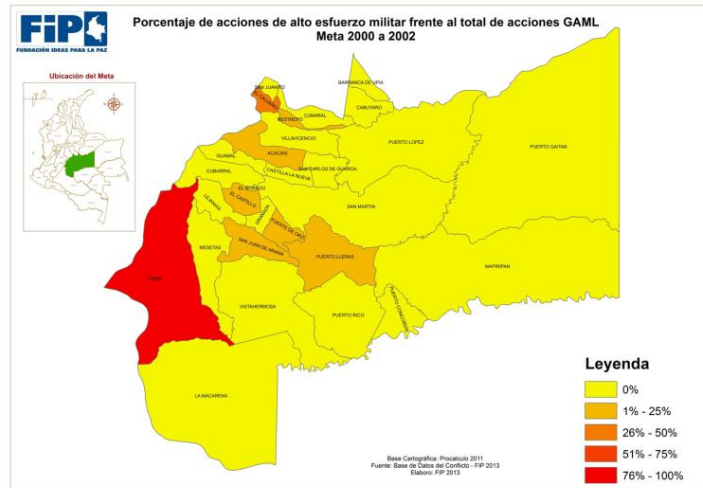 FIP
FUNDACIÓN IDEAS PARA LA PAZ
Porcentaje de acciones de alto esfuerzo militar frente al total de acciones GAML
Meta 2000 a 2002
Ubicación del Meta
SAN JUANITO
EL CALVARIO
RESTREPO
CUMARAL
BARRANCA DE UPIA
CABUYARO
VILLAVICENCIO
PUERTO LOPEZ
PUERTO GAITAN
ACACIAS
GUAMAL
SAN CARLOS DE GUAROA
CASTILLA LA NUEVA
CUBARRAL
EL DORADO
EL CASTILLO
LEJANIAS
GRANADA
SAN MARTIN
FUENTE DE ORO
MESETAS
SAN JUAN DE ARAMA
PUERTO LLERAS
MAPIRIPAN
URIBE
VISTAHERMOSA
PUERTO RICO
PUERTO CONCORDIA
LA MACARENA
Leyenda
0%
1% - 25%
26% - 50%
51% - 75%
76% - 100%
Base Cartográfica: Procalculo 2011
Fuente: Base de Datos del Conflicto - FIP 2013
Elaboro: FIP 2013